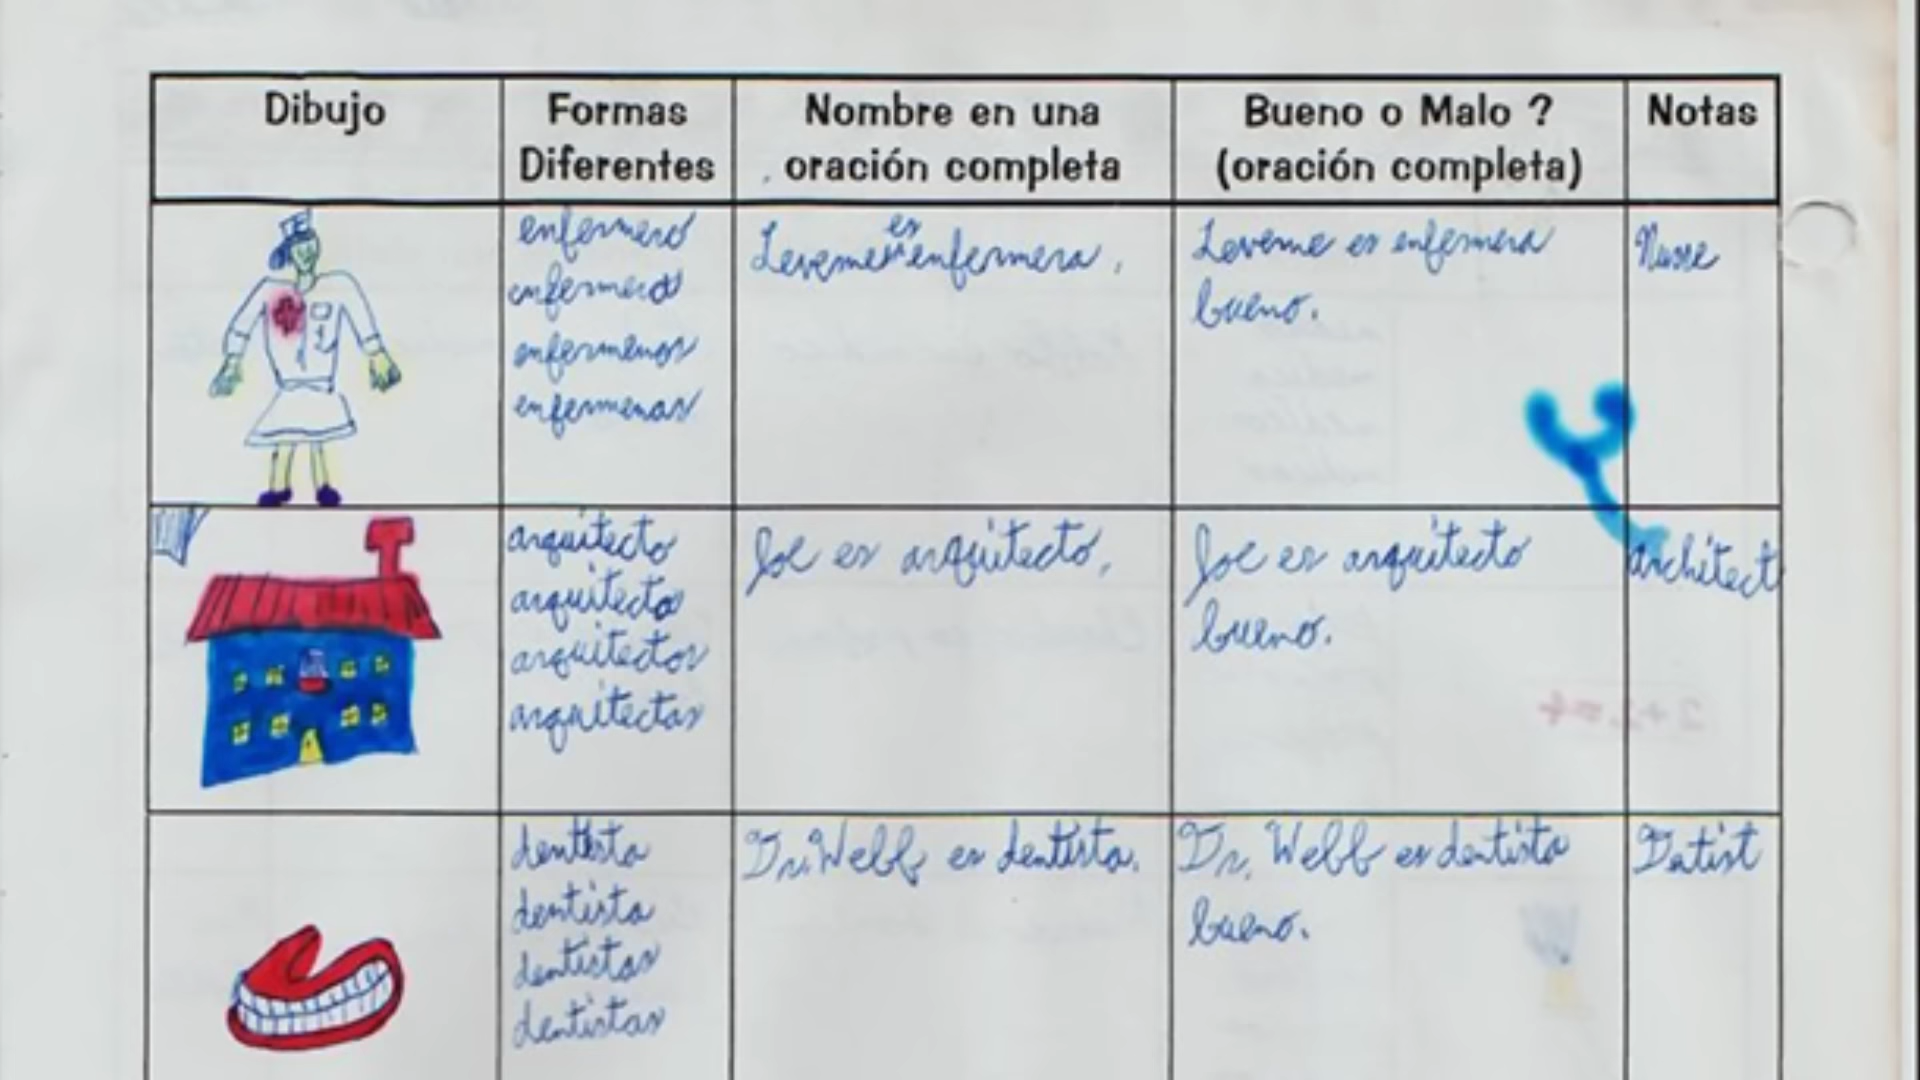 Dibujo
Formas
Diferentes
Nombre en una
oración completa
Bueno o Malo ?
(oración completa)
Notas
enfermero
enfermera
enfermeros
enfermeras
es
Leverne enfermera.
Leverne es enfermera
bueno.
Nurse
arquitecto
arquitecta
arquitectos
arquitectas
Joe es arquitecto.
Joe es arquitecto
bueno.
architect
dentista
dentista
dentistas
dentistas
Dr. Webb es dentista.
Dr. Webb es dentista
bueno.
Datist